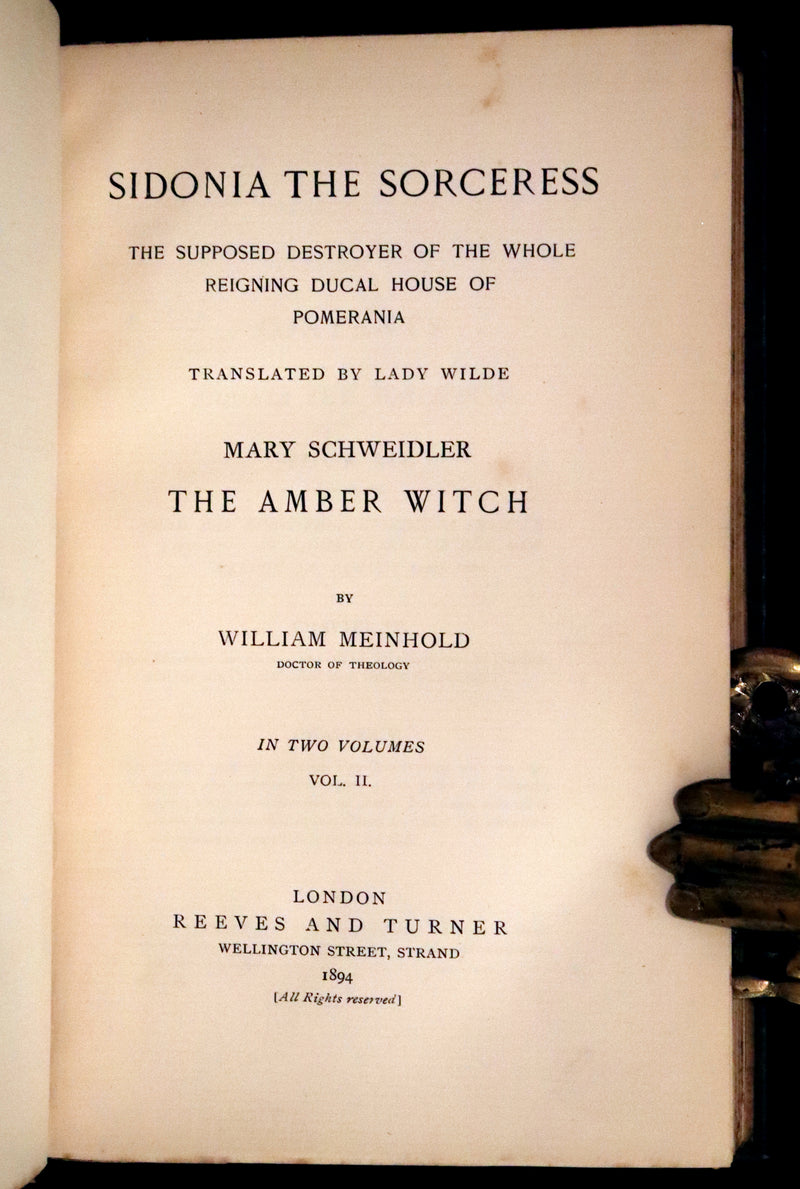 SIDONIA THE SORCERESS
THE SUPPOSED DESTROYER OF THE WHOLE
REIGNING DUCAL HOUSE OF
POMERANIA
TRANSLATED BY LADY WILDE
MARY SCHWEIDLER
THE AMBER WITCH
BY
WILLIAM MEINHOLD
DOCTOR OF THEOLOGY
IN TWO VOLUMES
VOL. II.
LONDON
REEVES AND TURNER
WELLINGTON STREET, STRAND
1894
[All Rights reserved]